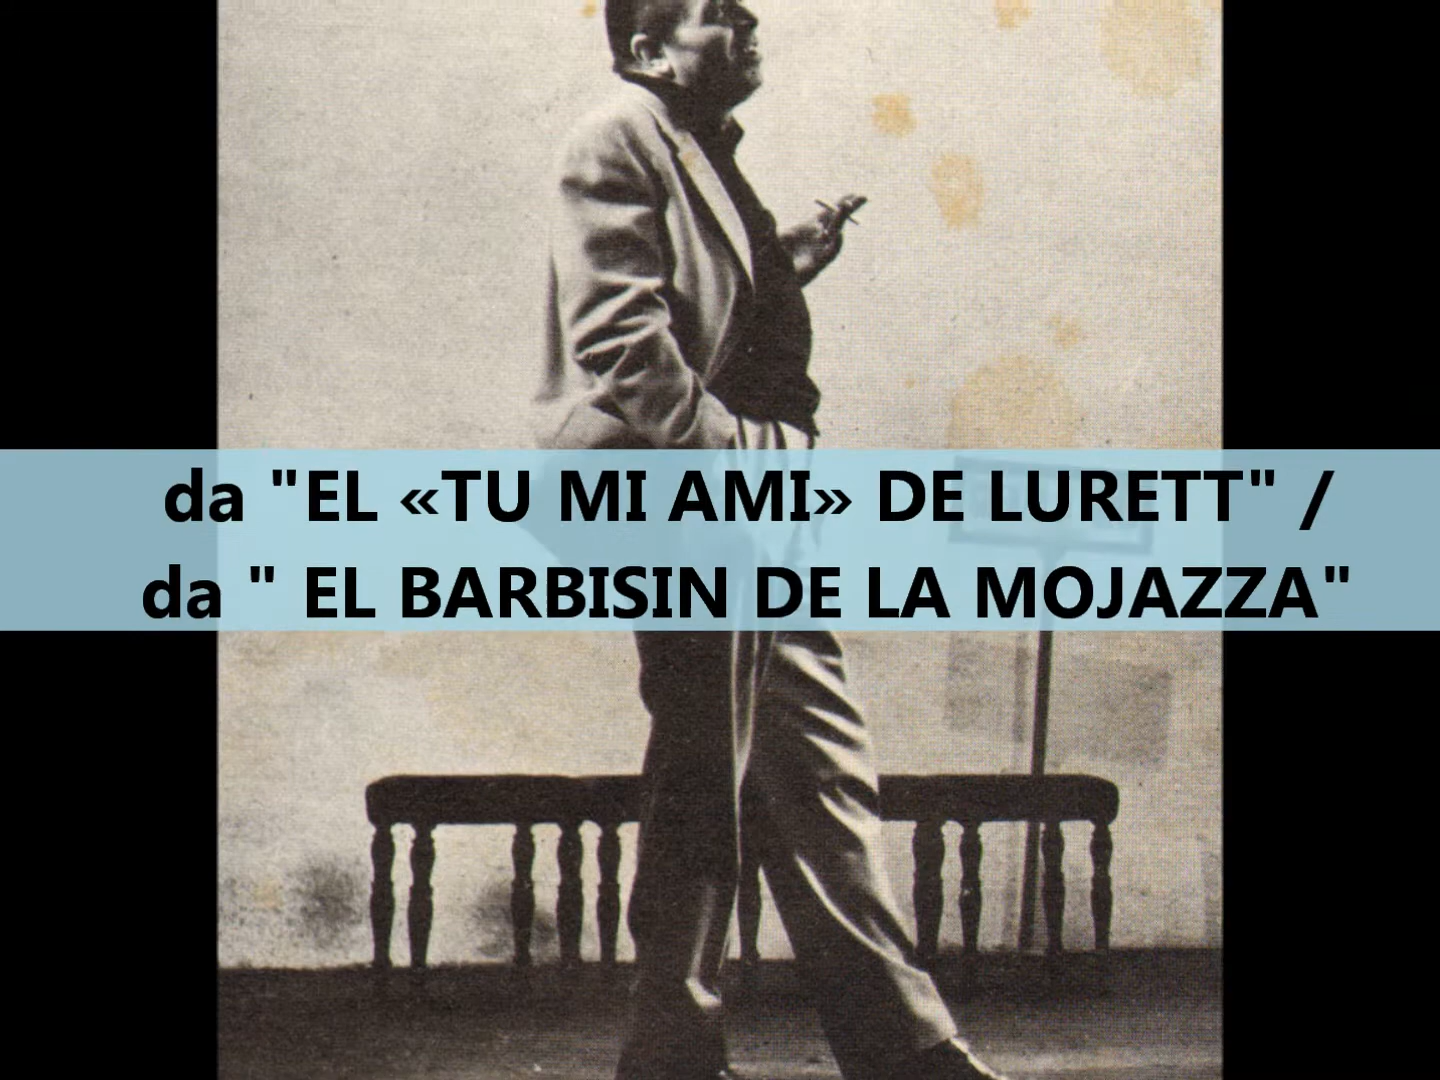 da "EL «TU MI AMI» DE LURETT" /
da " EL BARBISIN DE LA MOJAZZA"